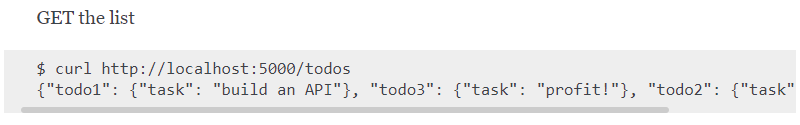 GET the list
$ curl http://localhost:5000/todos
{"todo1": {"task": "build an API"}, "todo3": {"task": "profit!"}, "todo2": {"task"